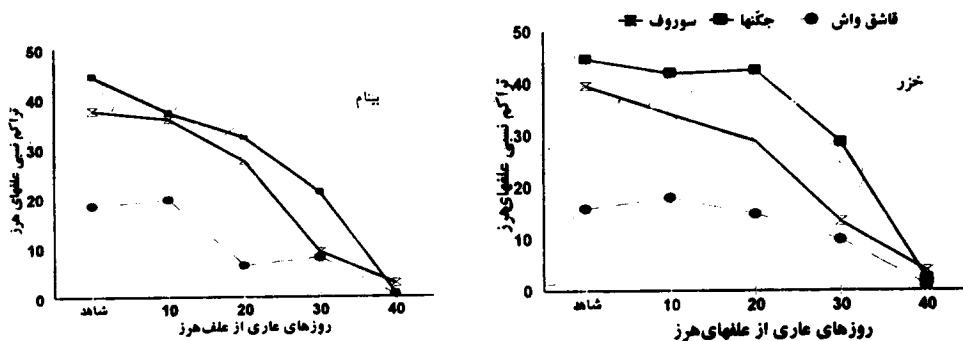 قاشق واش جگنها سوروف
خزر
تراکم نسبی علفهای هرز
50
40
30
20
10
0
شاهد 10 20 30 40
روزهای عاری از علفهای هرز
بینام
تراکم نسبی علفهای هرز
50
40
30
20
10
0
شاهد 10 20 30 40
روزهای عاری از علف هرز